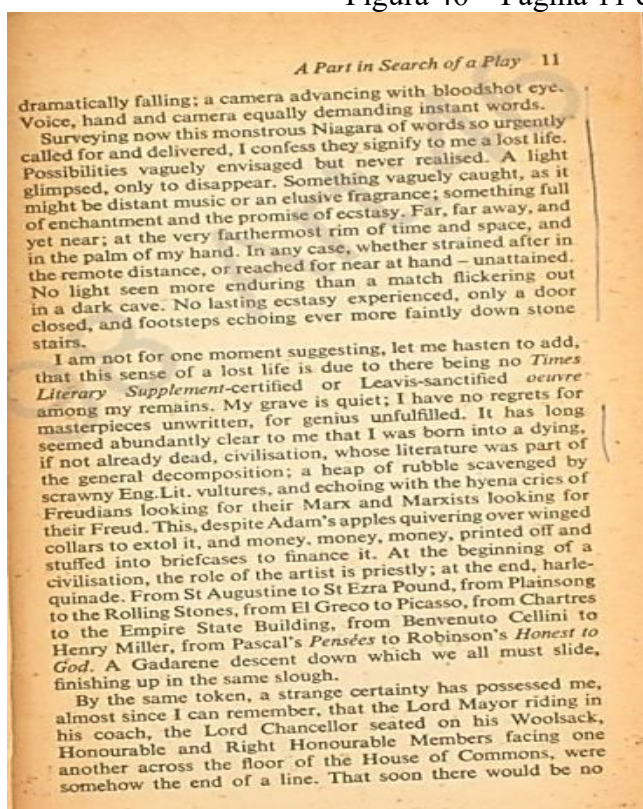 A Part in Search of a Play 11
dramatically falling; a camera advancing with bloodshot eye.
Voice, hand and camera equally demanding instant words.
Surveying now this monstrous Niagara of words so urgently
called for and delivered, I confess they signify to me a lost life.
Possibilities vaguely envisaged but never realised. A light
glimpsed, only to disappear. Something vaguely caught, as it
might be distant music or an elusive fragrance; something full
of enchantment and the promise of ecstasy. Far, far away, and
yet near; at the very farthermost rim of time and space, and
in the palm of my hand. In any case, whether strained after in
the remote distance, or reached for near at hand – unattained.
No light seen more enduring than a match flickering out
in a dark cave. No lasting ecstasy experienced, only a door
closed, and footsteps echoing ever more faintly down stone
stairs.
I am not for one moment suggesting, let me hasten to add,
that this sense of a lost life is due to there being no Times
Literary Supplement-certified or Leavis-sanctified oeuvre
among my remains. My grave is quiet; I have no regrets for
masterpieces unwritten, for genius unfulfilled. It has long
seemed abundantly clear to me that I was born into a dying,
if not already dead, civilisation, whose literature was part of
the general decomposition; a heap of rubble scavenged by
scrawny Eng.Lit. vultures, and echoing with the hyena cries of
Freudians looking for their Marx and Marxists looking for
their Freud. This, despite Adam's apples quivering over winged
collars to extol it, and money, money, money, printed off and
stuffed into briefcases to finance it. At the beginning of a
civilisation, the role of the artist is priestly; at the end, harle-
quinade. From St Augustine to St Ezra Pound, from Plainsong
to the Rolling Stones, from El Greco to Picasso, from Chartres
to the Empire State Building, from Benvenuto Cellini to
Henry Miller, from Pascal's Pensées to Robinson's Honest to
God. A Gadarene descent down which we all must slide,
finishing up in the same slough.
By the same token, a strange certainty has possessed me,
almost since I can remember, that the Lord Mayor riding in
his coach, the Lord Chancellor seated on his Woolsack,
Honourable and Right Honourable Members facing one
another across the floor of the House of Commons, were
somehow the end of a line. That soon there would be no